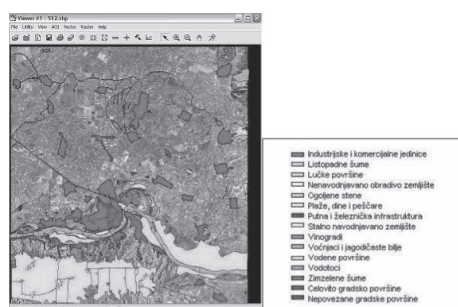 Viewer #1 : 512.shp
File Utility View AOI Vector Raster Help
Industrijske i komercijalne jedinice
Listopadne šume
Lučke površine
Nenavodnjavano obradivo zemljište
Ogoljene stene
Plaže, dine i peščare
Putna i železnička infrastruktura
Stalno navodnjavano zemljište
Vinogradi
Voćnjaci i jagodičaste bilje
Vodene površine
Vodotoci
Zimzelene šume
Celovito gradsko površine
Nepovezane gradske površine